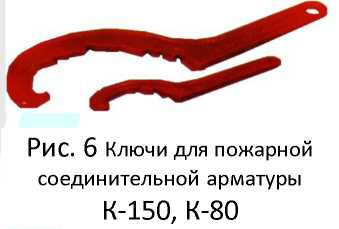 Рис. 6 Ключи для пожарной
соединительной арматуры
К-150, К-80